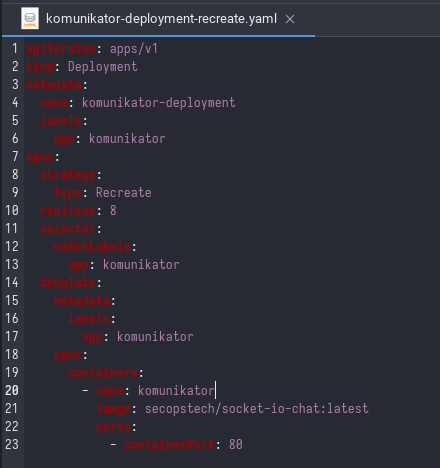 komunikator-deployment-recreate.yaml ×
1 apiVersion: apps/v1
2 kind: Deployment
3 metadata:
4   name: komunikator-deployment
5   labels:
6     app: komunikator
7 spec:
8   strategy:
9     type: Recreate
10   replicas: 8
11   selector:
12     matchLabels:
13       app: komunikator
14   template:
15     metadata:
16       labels:
17         app: komunikator
18     spec:
19       containers:
20         - name: komunikator
21           image: secopstech/socket-io-chat:latest
22           ports:
23             - containerPort: 80